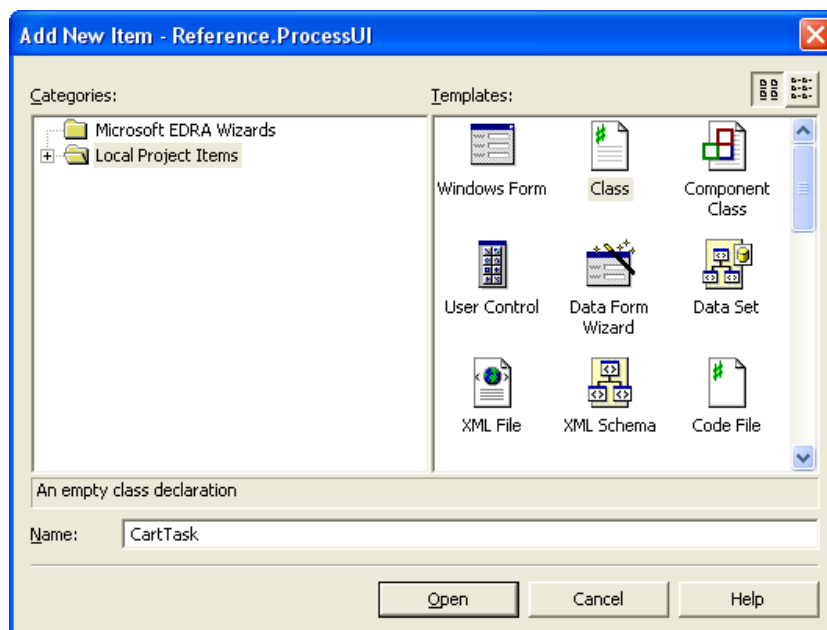 Add New Item - Reference.ProcessUI
Categories:
Templates:
Microsoft EDRA Wizards
Local Project Items
Windows Form
Class
Component
Class
User Control
Data Form
Wizard
Data Set
XML File
XML Schema
Code File
An empty class declaration
Name:
CartTask
Open
Cancel
Help